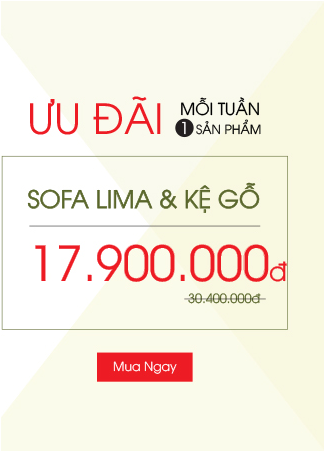 ƯU ĐÃI MỖI TUẦN
1 SẢN PHẨM
SOFA LIMA & KỆ GỖ
17.900.000đ
30.400.000đ
Mua Ngay